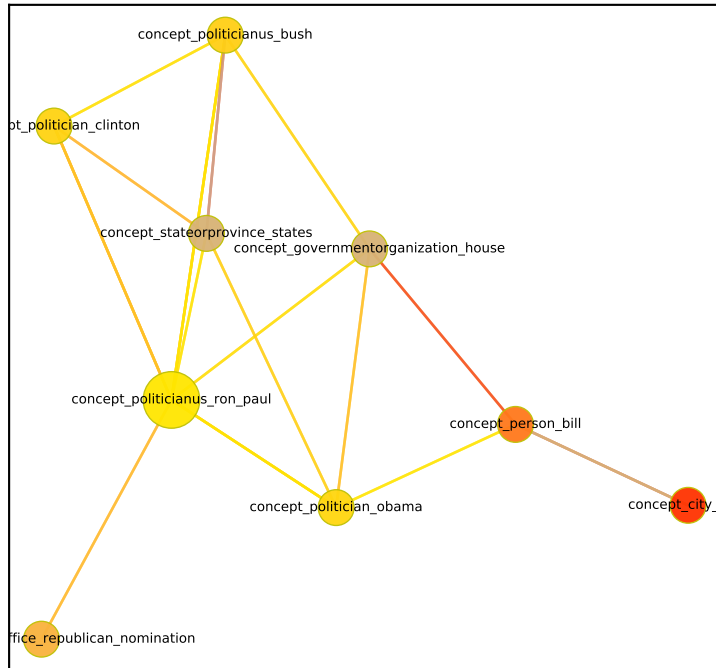 concept_politicianus_bush
pt_politician_clinton
concept_stateorprovince_states
concept_governmentorganization_house
concept_politicianus_ron_paul
concept_person_bill
concept_politician_obama
concept_city_
ffice_republican_nomination